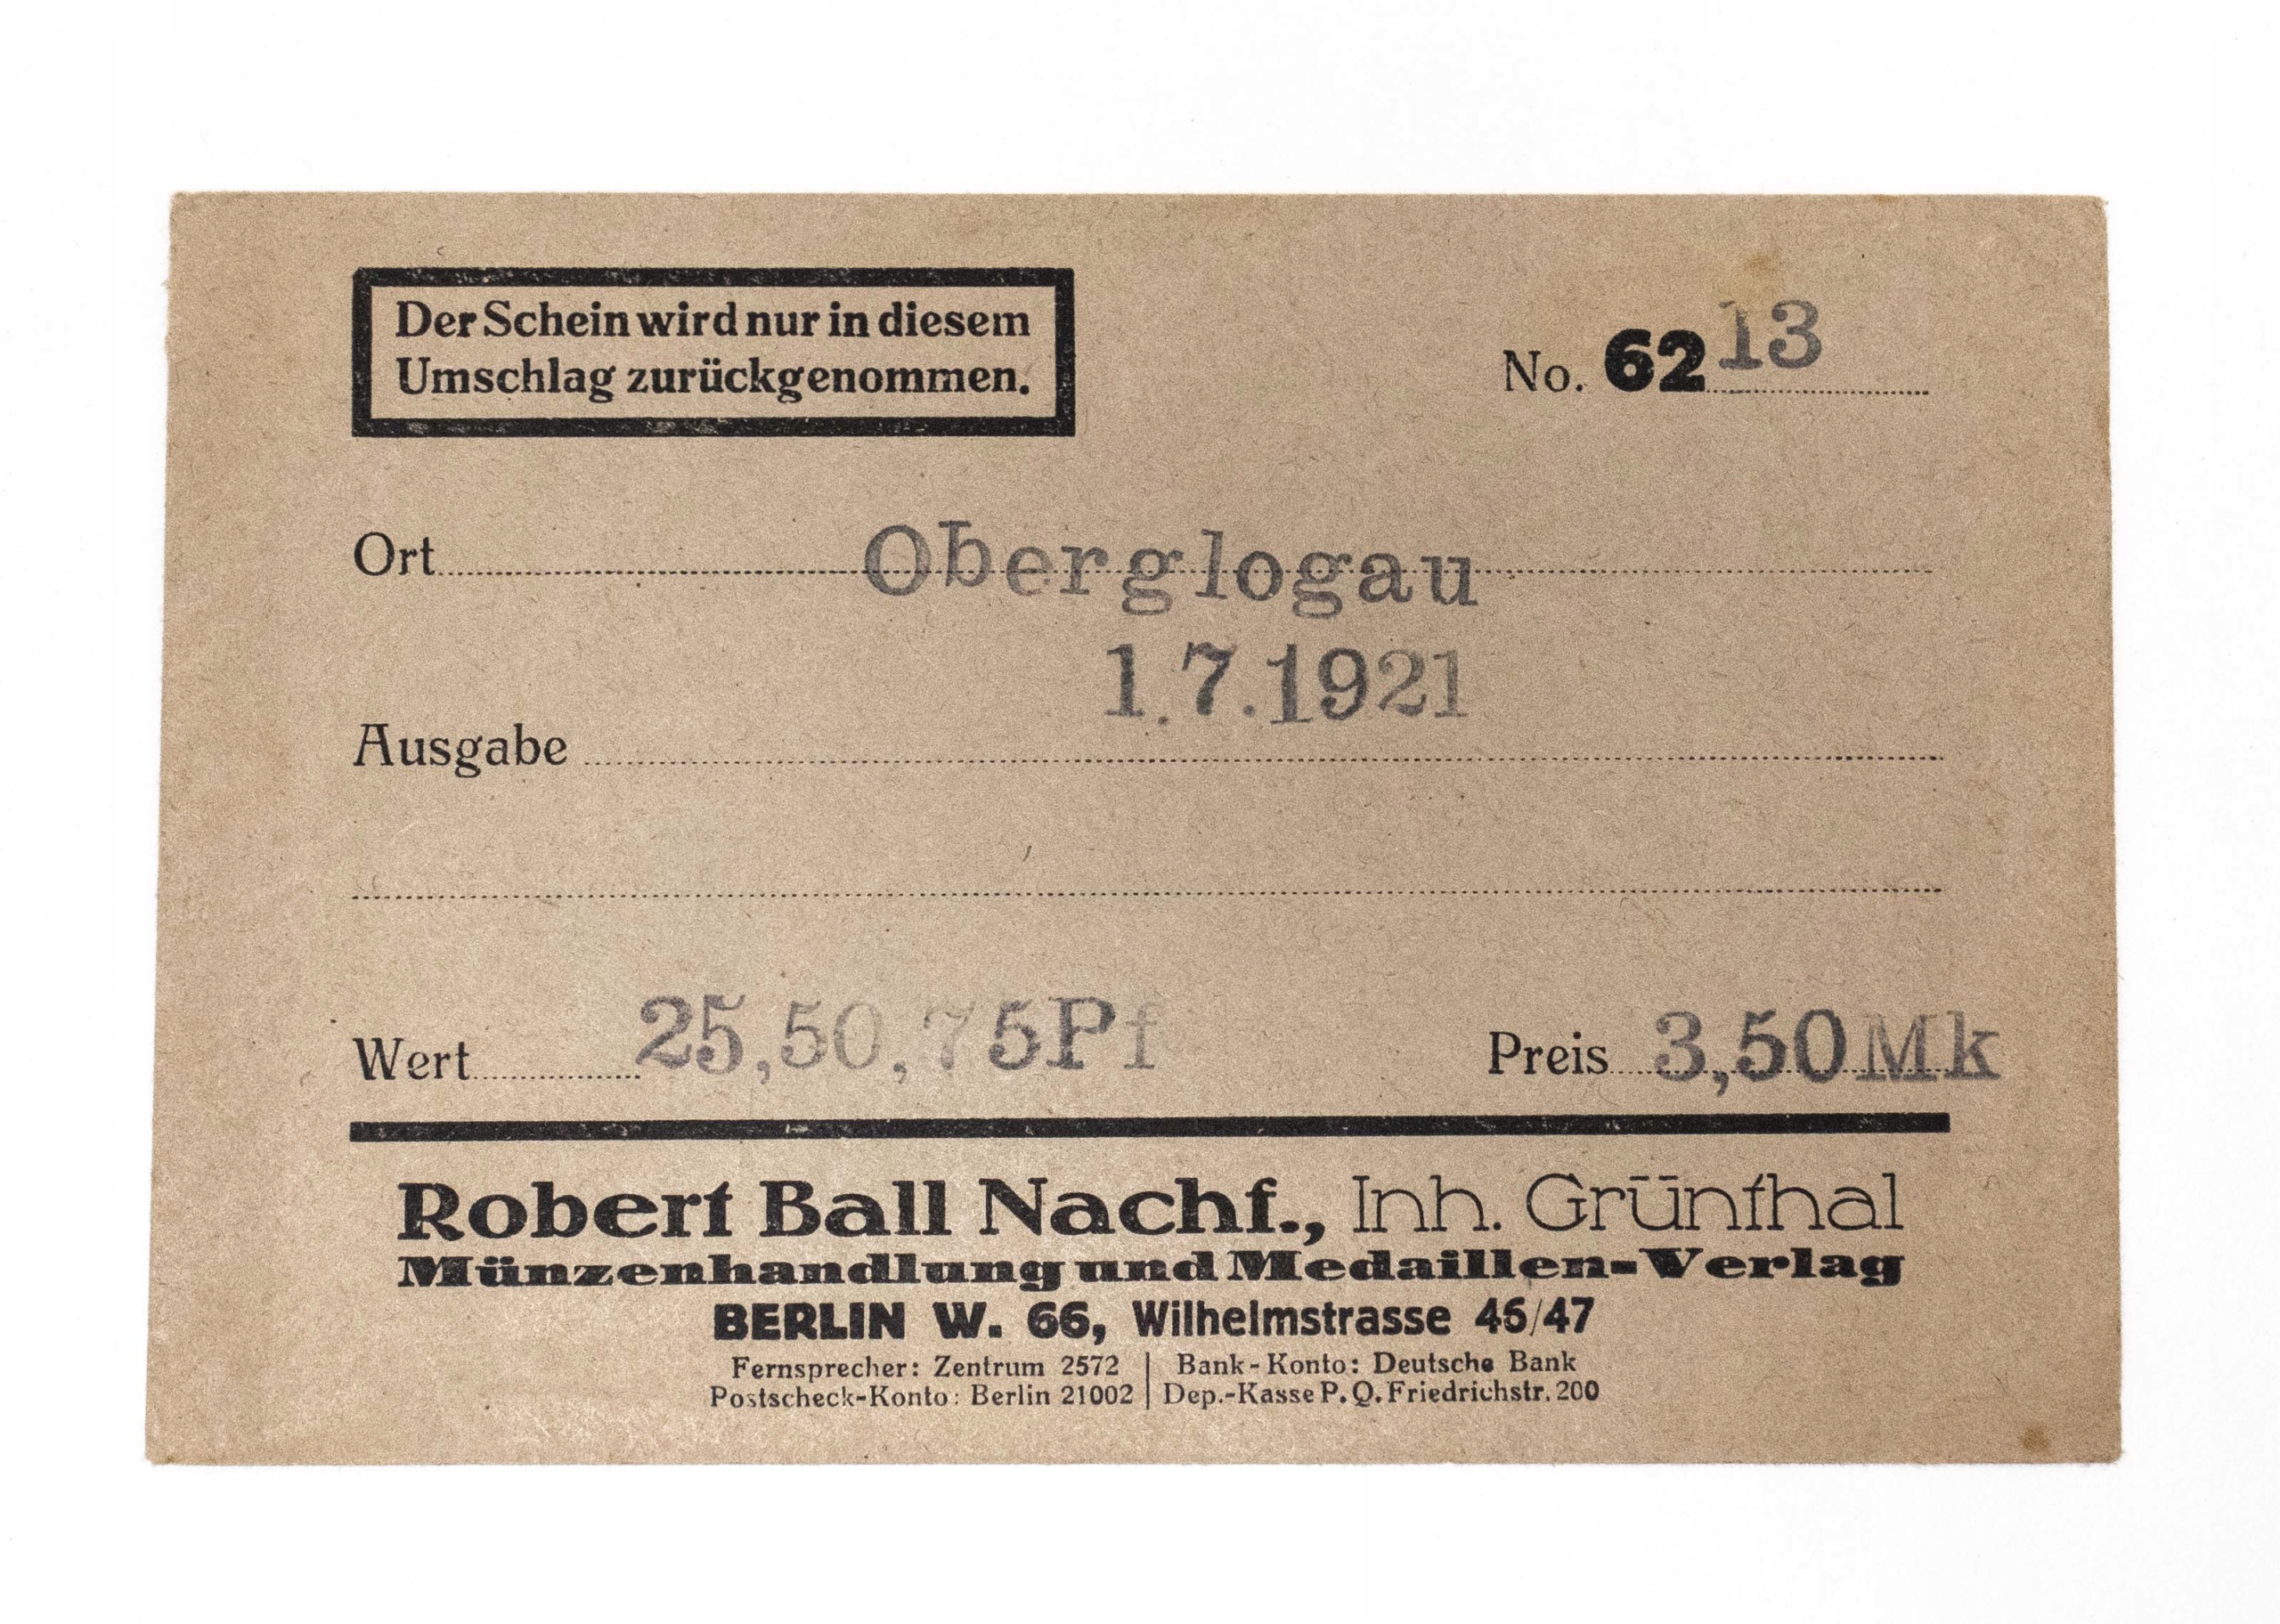 Der Schein wird nur in diesem
Umschlag zurückgenommen.
No. 6213
Ort Oberglogau
1.7.1921
Ausgabe
Wert 25,50,75Pf
Preis 3,50Mk
Robert Ball Nachf., Inh. Grünthal
Münzenhandlung und Medaillen-Verlag
BERLIN W. 66, Wilhelmstrasse 46/47
Fernsprecher: Zentrum 2572 | Bank-Konto: Deutsche Bank
Postscheck-Konto: Berlin 21002 | Dep.-Kasse P. Q. Friedrichstr. 200